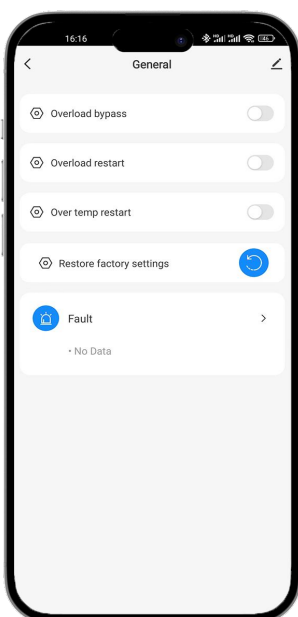 16:16
General
Overload bypass
Overload restart
Over temp restart
Restore factory settings
Fault
• No Data